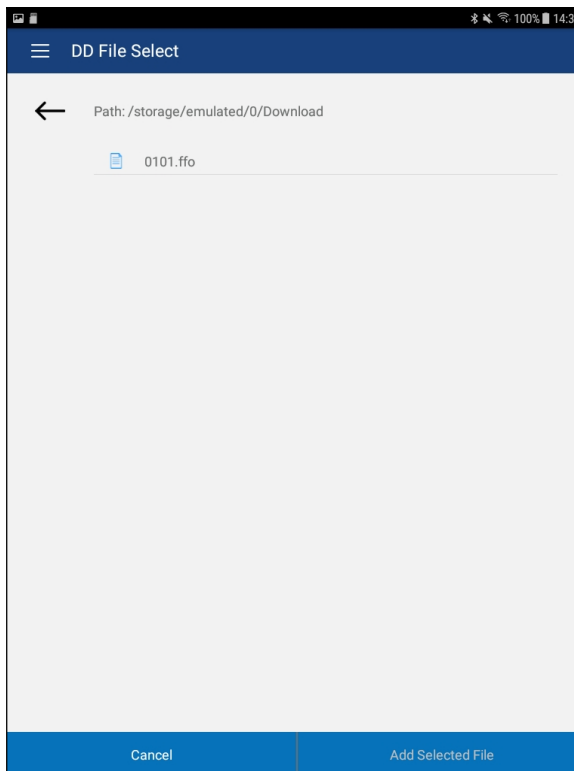 100% 14:3
DD File Select
Path: /storage/emulated/0/Download
0101.ffo
Cancel
Add Selected File